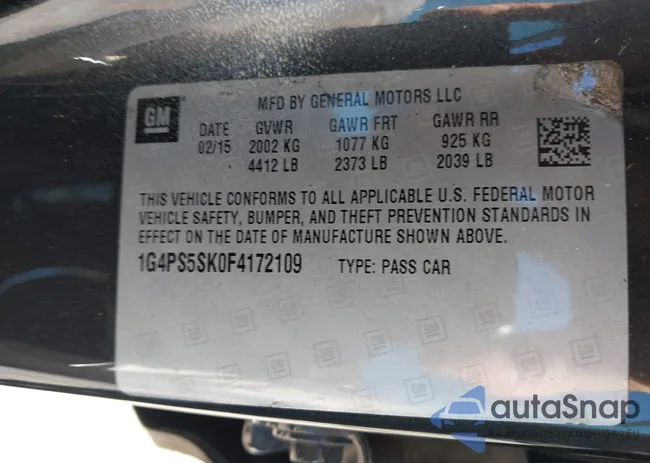 GM
MFD BY GENERAL MOTORS LLC
DATE GVWR GAWR FRT GAWR RR
02/15 2002 KG 1077 KG 925 KG
4412 LB 2373 LB 2039 LB
THIS VEHICLE CONFORMS TO ALL APPLICABLE U.S. FEDERAL MOTOR
VEHICLE SAFETY, BUMPER, AND THEFT PREVENTION STANDARDS IN
EFFECT ON THE DATE OF MANUFACTURE SHOWN ABOVE.
1G4PS5SK0F4172109 TYPE: PASS CAR
autaSnap